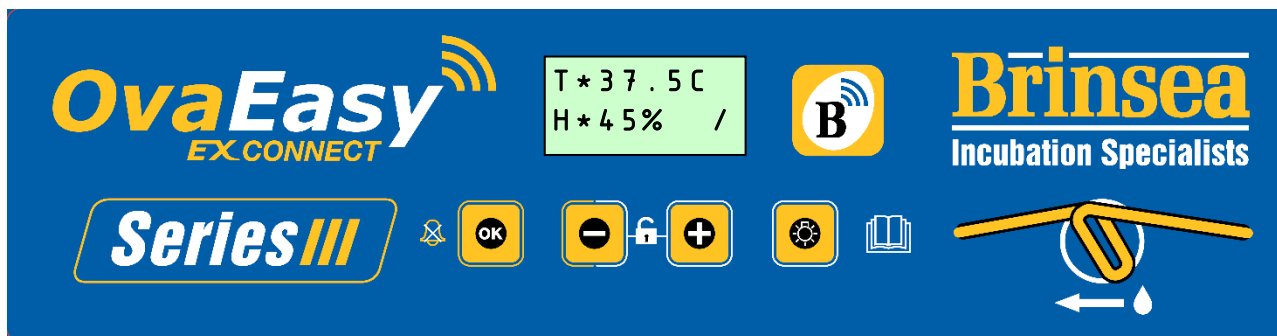 OvaEasy
EX CONNECT
T*37.5C
H*45% /
B
Brinsea
Incubation Specialists
Series III
OK